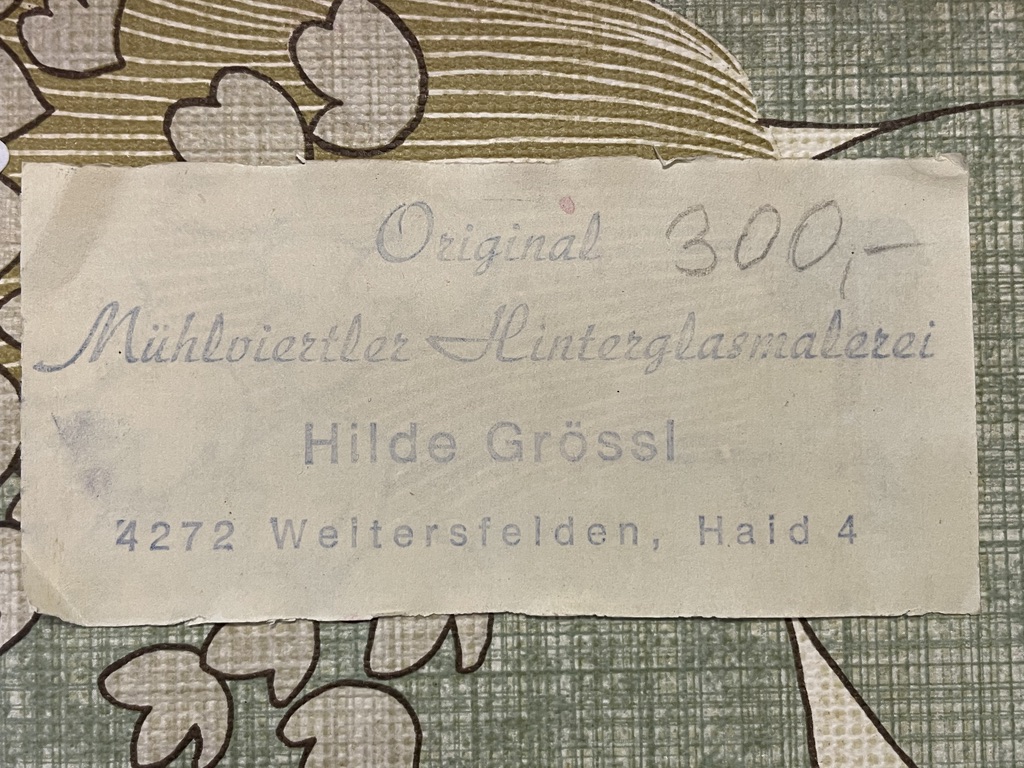 Original 300,-
Mühlviertler Hinterglasmalerei
Hilde Grössl
4272 Weitersfelden, Haid 4